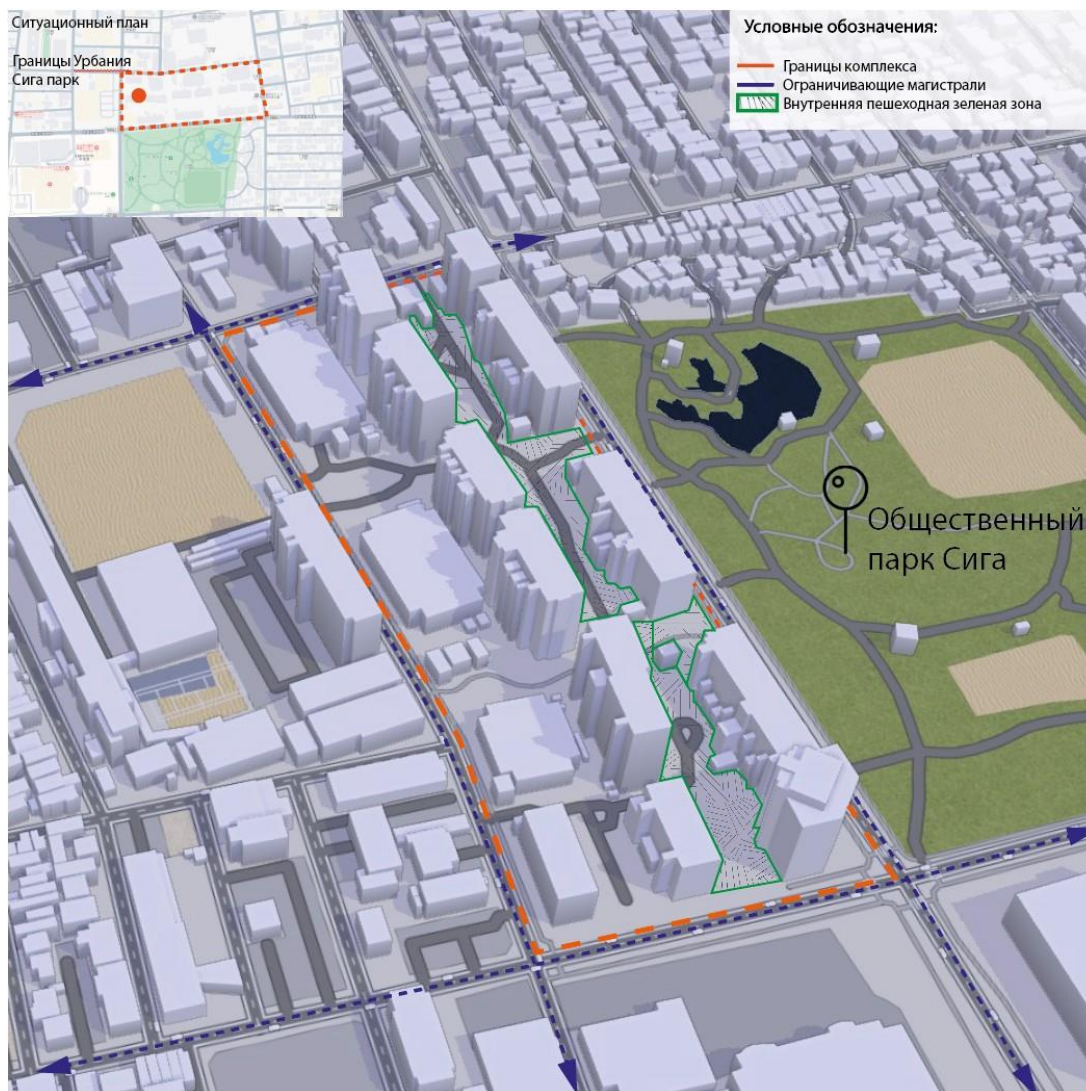 Ситуационный план
Границы Урбания
Сига парк
Условные обозначения:
Границы комплекса
Ограничивающие магистрали
Внутренняя пешеходная зеленая зона
Общественный
парк Сига